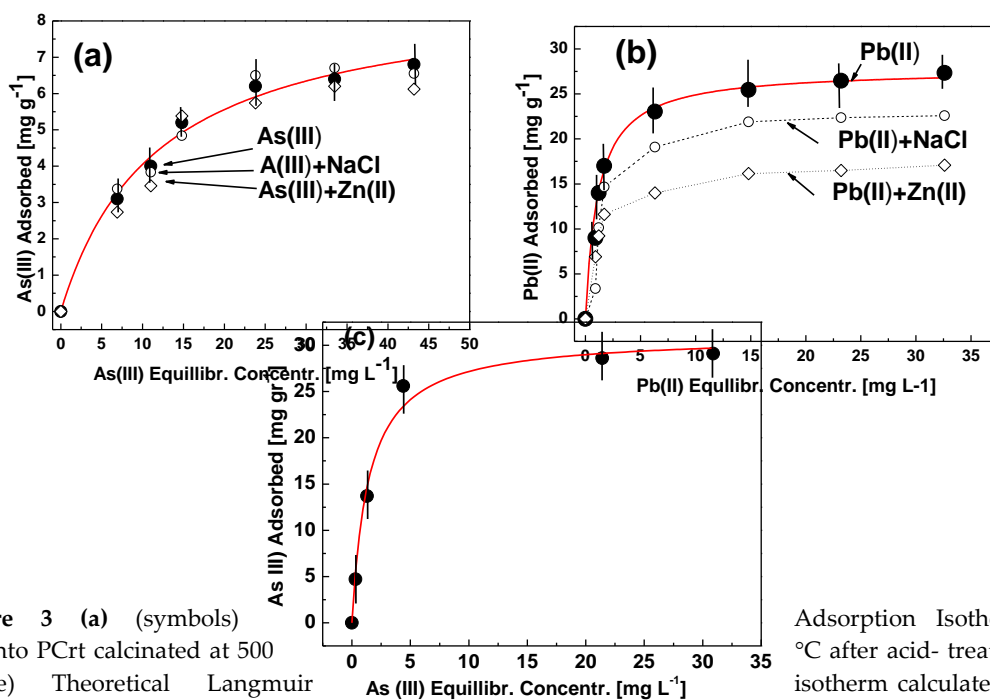 (a)
As(III) Adsorbed [mg g-1]
8
7
6
5
4
3
2
1
0
As(III)
A(III)+NaCl
As(III)+Zn(II)
0 5 10 15 20 25 30 35 40 45 50
As(III) Equillibr. Concentr. [mg L-1]
(b)
Pb(II) Adsorbed [mg g-1]
30
25
20
15
10
5
0
Pb(II)
Pb(II)+NaCl
Pb(II)+Zn(II)
0 5 10 15 20 25 30 35
Pb(II) Equllibr. Concentr. [mg L-1]
(c)
As III) Adsorbed [mg gr-1]
30
25
20
15
10
5
0
0 5 10 15 20 25 30 35
As (III) Equillibr. Concentr. [mg L-1]
re 3 (a) (symbols) Adsorption Isothe
nto PCrt calcinated at 500 °C after acid- trea
e) Theoretical Langmuir isotherm calculate